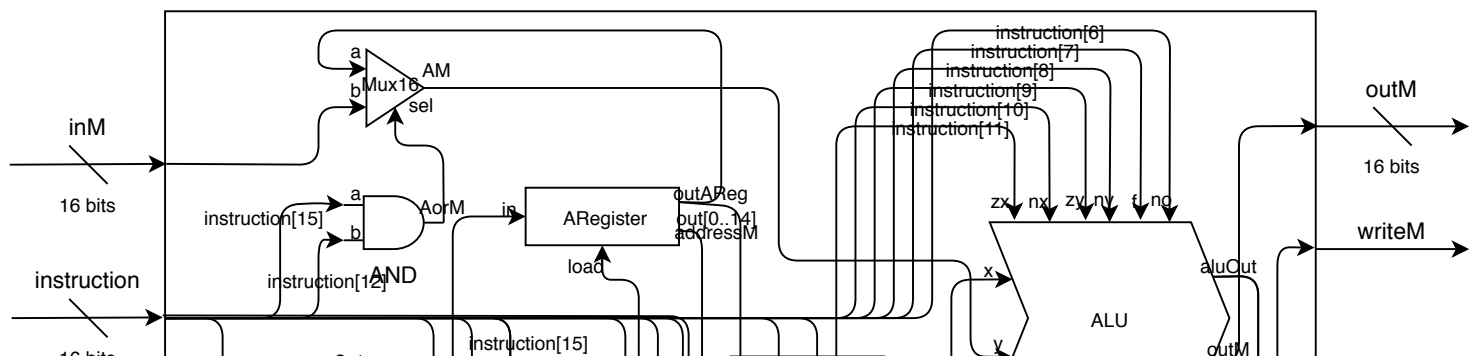 instruction[6]
instruction[7]
a
AM
instruction[8]
Mux16
b
instruction[9]
outM
sel
instruction[10]
inM
instruction[11]
16 bits
a
outAReg
zx nx zy ny f no
16 bits
instruction[15]
AorM
in
ARegister
out[0..14]
b
addressM
writeM
load
aluOut
x
instruction
instruction[12]
AND
ALU
instruction[15]
y
outM
16 bits